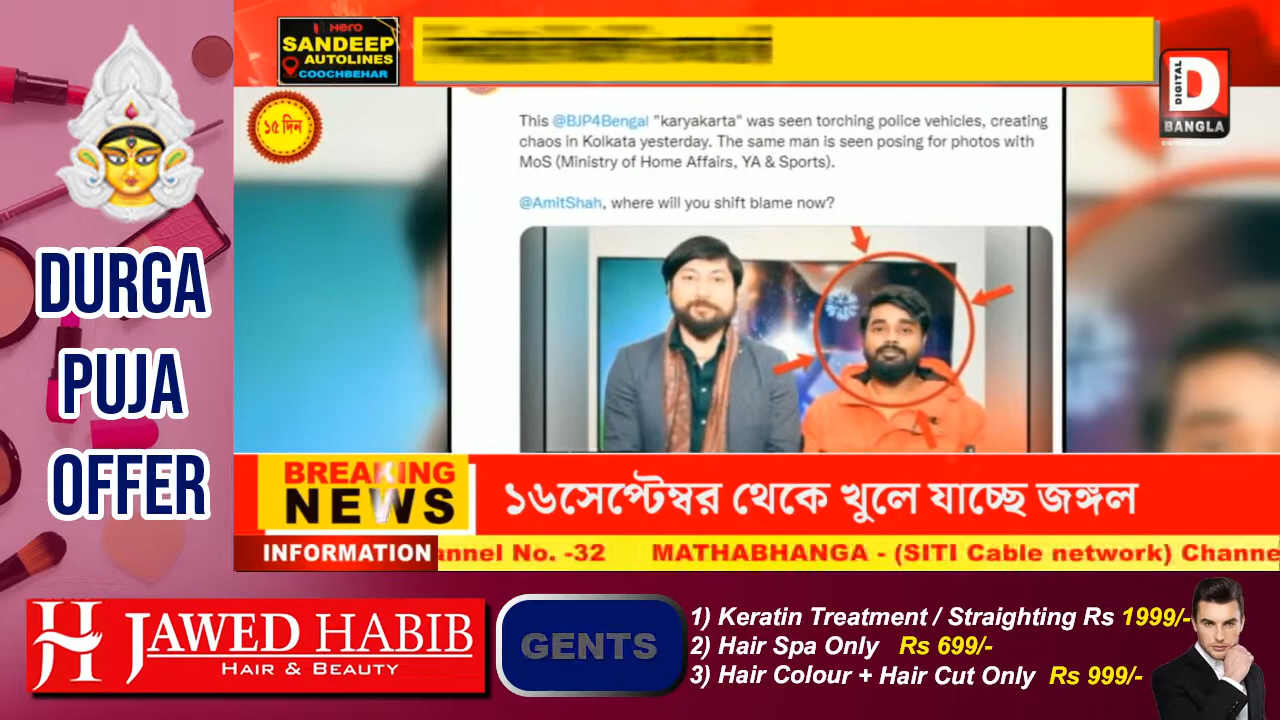 HERO
SANDEEP
AUTOLINES
COOCHBEHAR
DIGITAL
D
BANGLA
১৫ দিন
This @BJP4Bengal "karyakarta" was seen torching police vehicles, creating
chaos in Kolkata yesterday. The same man is seen posing for photos with
MoS (Ministry of Home Affairs, YA & Sports).
@AmitShah, where will you shift blame now?
DURGA
PUJA
OFFER
BREAKING
NEWS
১৬সেপ্টেম্বর থেকে খুলে যাচ্ছে জঙ্গল
INFORMATION
annel No. -32 MATHABHANGA - (SITI Cable network) Channe
H JAWED HABIB
HAIR & BEAUTY
GENTS
1) Keratin Treatment / Straighting Rs 1999/-
2) Hair Spa Only Rs 699/-
3) Hair Colour + Hair Cut Only Rs 999/-